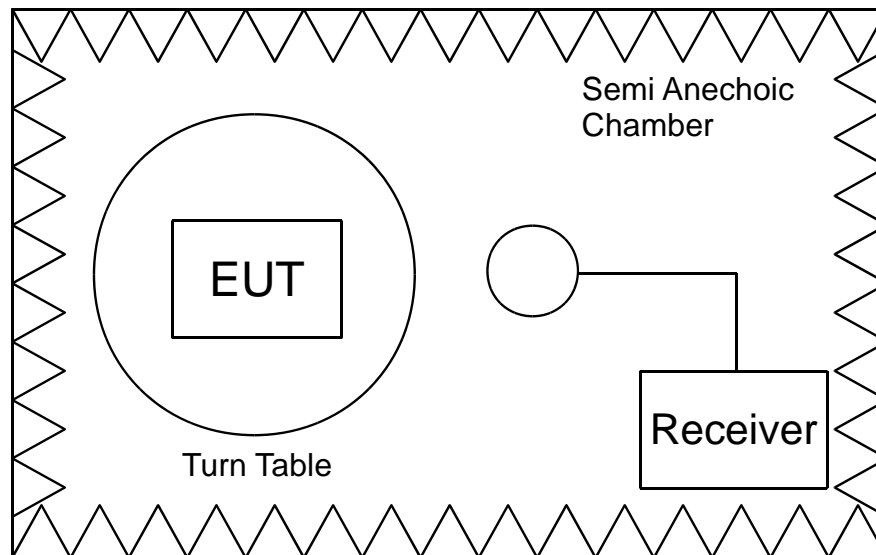 Semi Anechoic
Chamber
EUT
Receiver
Turn Table